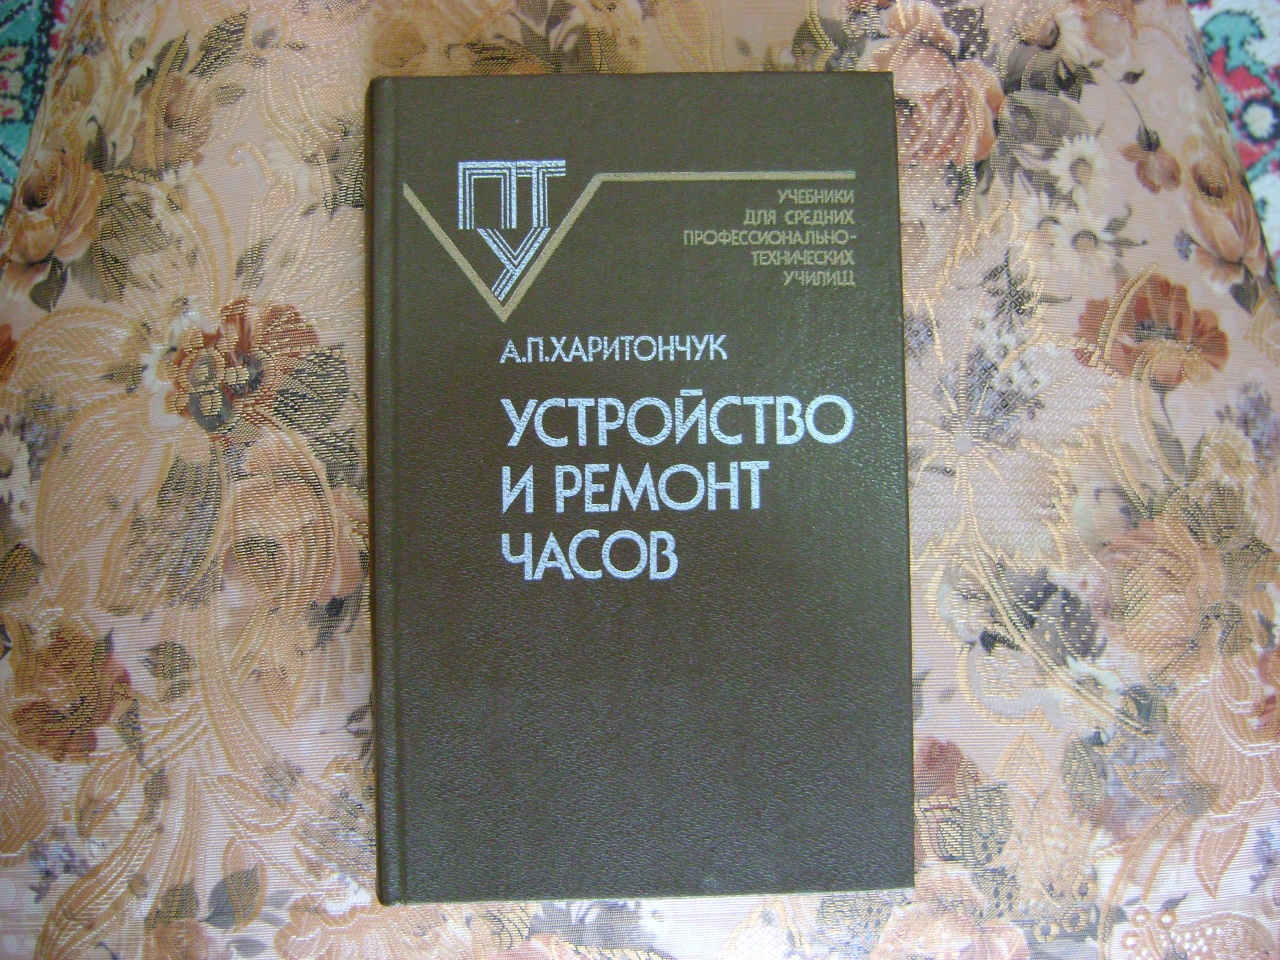 ПТУ
УЧЕБНИКИ
ДЛЯ СРЕДНИХ
ПРОФЕССИОНАЛЬНО-
ТЕХНИЧЕСКИХ
УЧИЛИЩ
А.П.ХАРИТОНЧУК
УСТРОЙСТВО
И РЕМОНТ
ЧАСОВ